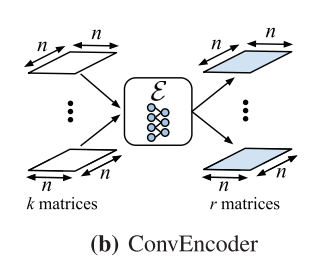 n n n n
ℰ
n n n n
k matrices r matrices
(b) ConvEncoder